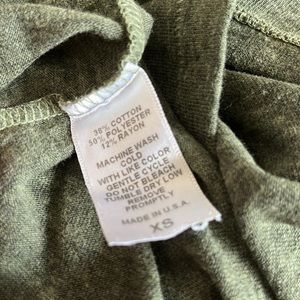 38% COTTON
50% POLYESTER
12% RAYON
MACHINE WASH
COLD
WITH LIKE COLOR
GENTLE CYCLE
DO NOT BLEACH
TUMBLE DRY LOW
REMOVE
PROMPTLY
MADE IN U.S.A.
XS